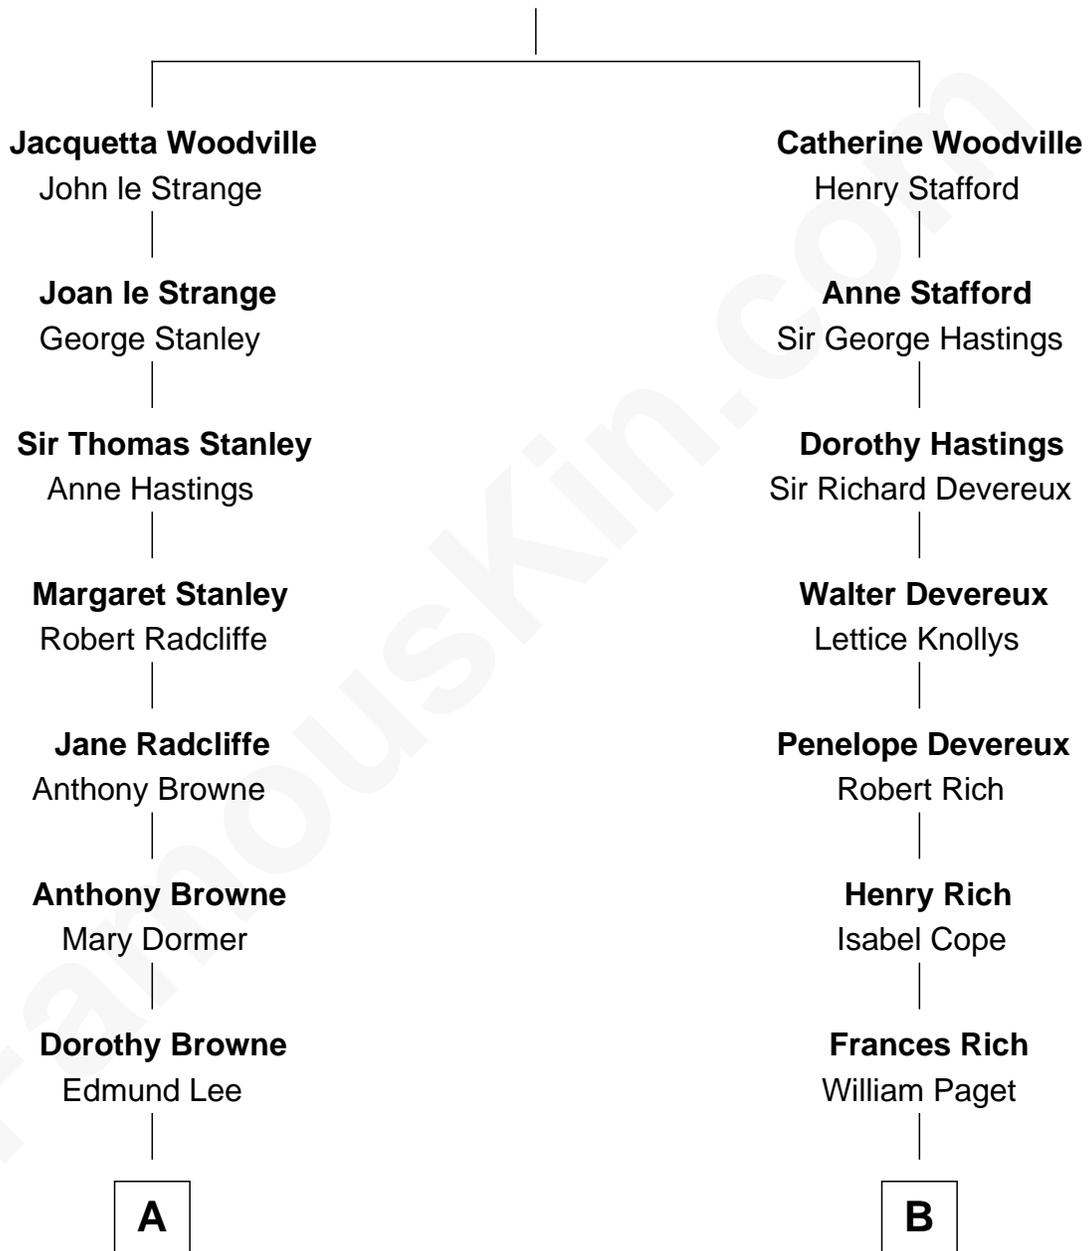 Jacquetta Woodville
John le Strange
Joan le Strange
George Stanley
Sir Thomas Stanley
Anne Hastings
Margaret Stanley
Robert Radcliffe
Jane Radcliffe
Anthony Browne
Anthony Browne
Mary Dormer
Dorothy Browne
Edmund Lee
A
Catherine Woodville
Henry Stafford
Anne Stafford
Sir George Hastings
Dorothy Hastings
Sir Richard Devereux
Walter Devereux
Lettice Knollys
Penelope Devereux
Robert Rich
Henry Rich
Isabel Cope
Frances Rich
William Paget
B
FamousKin.com